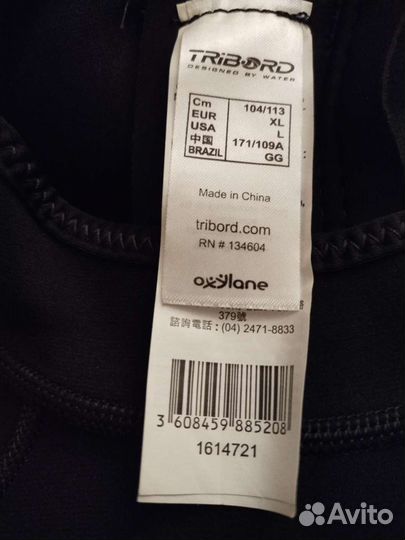 TRIBORD
DESIGNED BY WATER
Cm 104/113
EUR XL
USA L
中国 171/109A
BRAZIL GG
Made in China
tribord.com
RN # 134604
oxylane
379號
諮詢電話:(04) 2471-8833
3 608459 885208
1614721
Avito